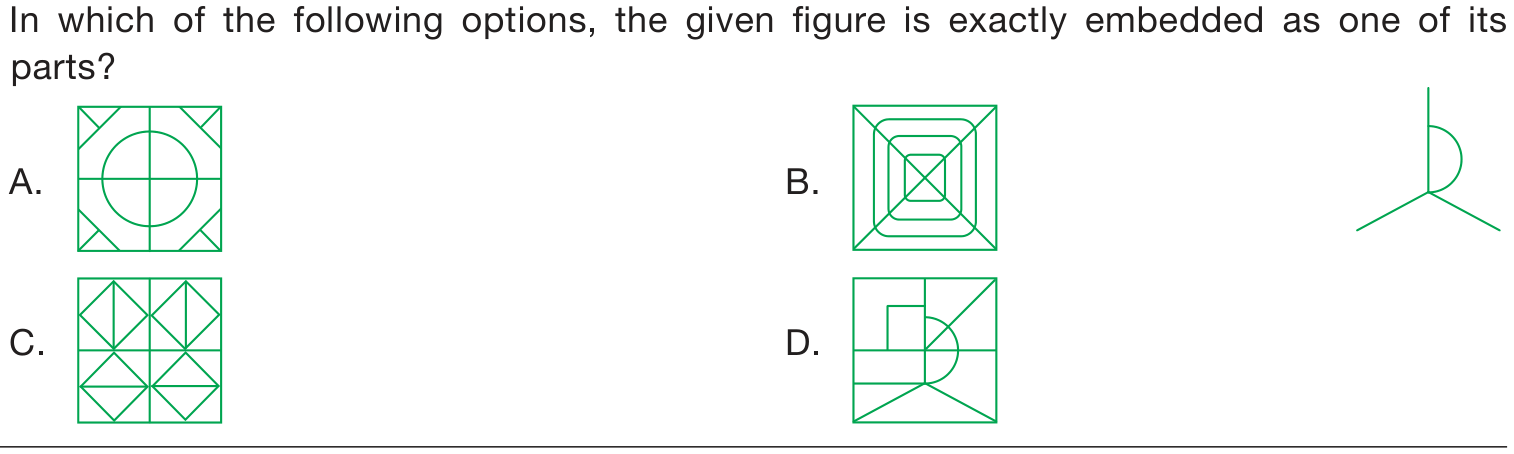 In which of the following options, the given figure is exactly embedded as one of its
parts?
A.
B.
C.
D.